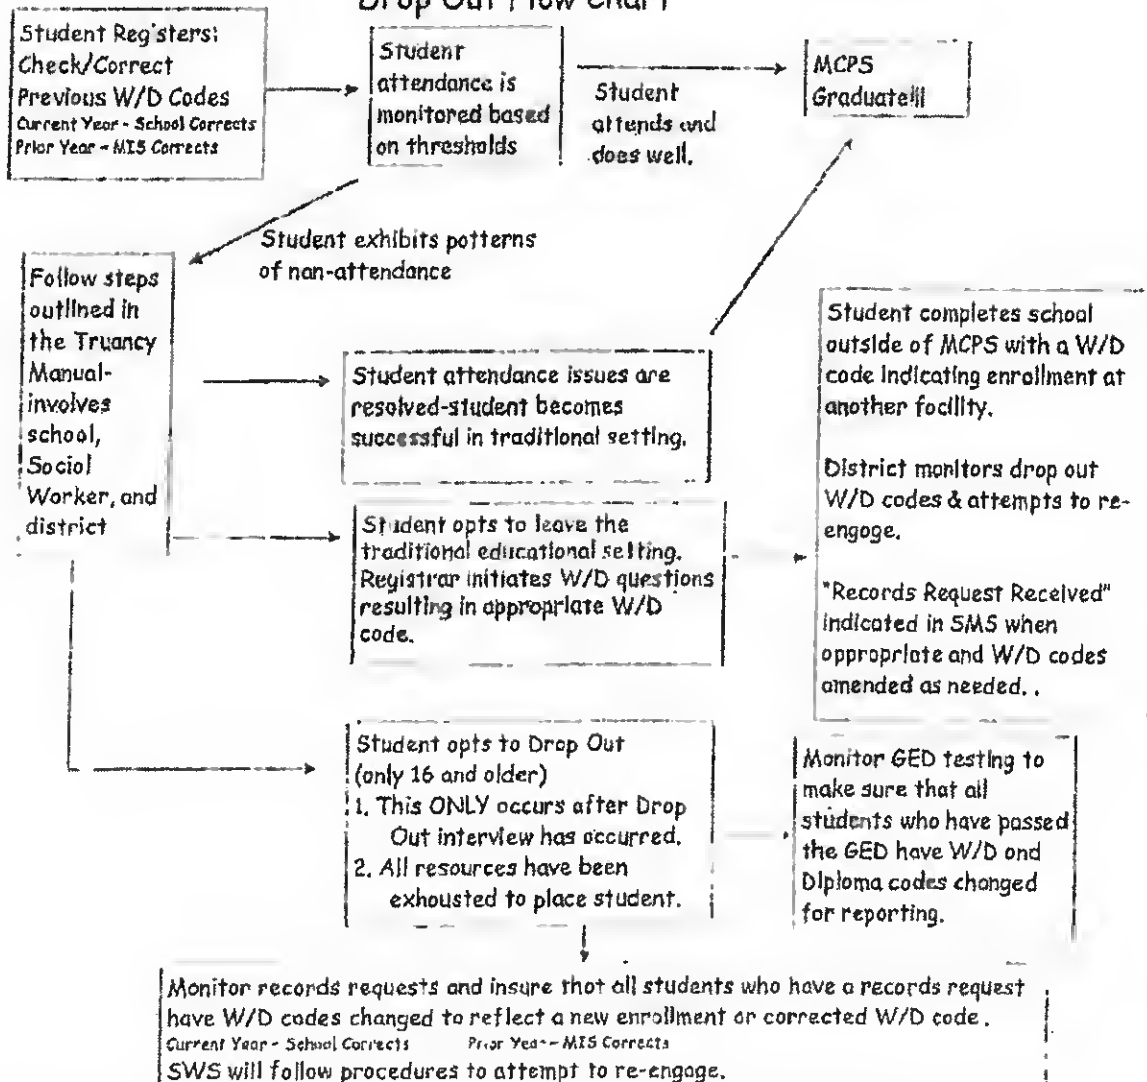 Drop Out Flow Chart
Student Registers:
Check/Correct
Previous W/D Codes
Current Year - School Corrects
Prior Year - MIS Corrects
Student
attendance is
monitored based
on thresholds
Student
attends and
does well.
MCPS
Graduate!!!
Student exhibits patterns
of non-attendance
Follow steps
outlined in
the Truancy
Manual-
involves
school,
Social
Worker, and
district
Student attendance issues are
resolved-student becomes
successful in traditional setting.
Student opts to leave the
traditional educational setting.
Registrar initiates W/D questions
resulting in appropriate W/D
code.
Student completes school
outside of MCPS with a W/D
code indicating enrollment at
another facility.
District monitors drop out
W/D codes & attempts to re-
engage.
"Records Request Received"
indicated in SMS when
appropriate and W/D codes
amended as needed. .
Student opts to Drop Out
(only 16 and older)
1. This ONLY occurs after Drop
Out interview has occurred.
2. All resources have been
exhausted to place student.
Monitor GED testing to
make sure that all
students who have passed
the GED have W/D and
Diploma codes changed
for reporting.
Monitor records requests and insure that all students who have a records request
have W/D codes changed to reflect a new enrollment or corrected W/D code.
Current Year - School Corrects Prior Year - MIS Corrects
SWS will follow procedures to attempt to re-engage.